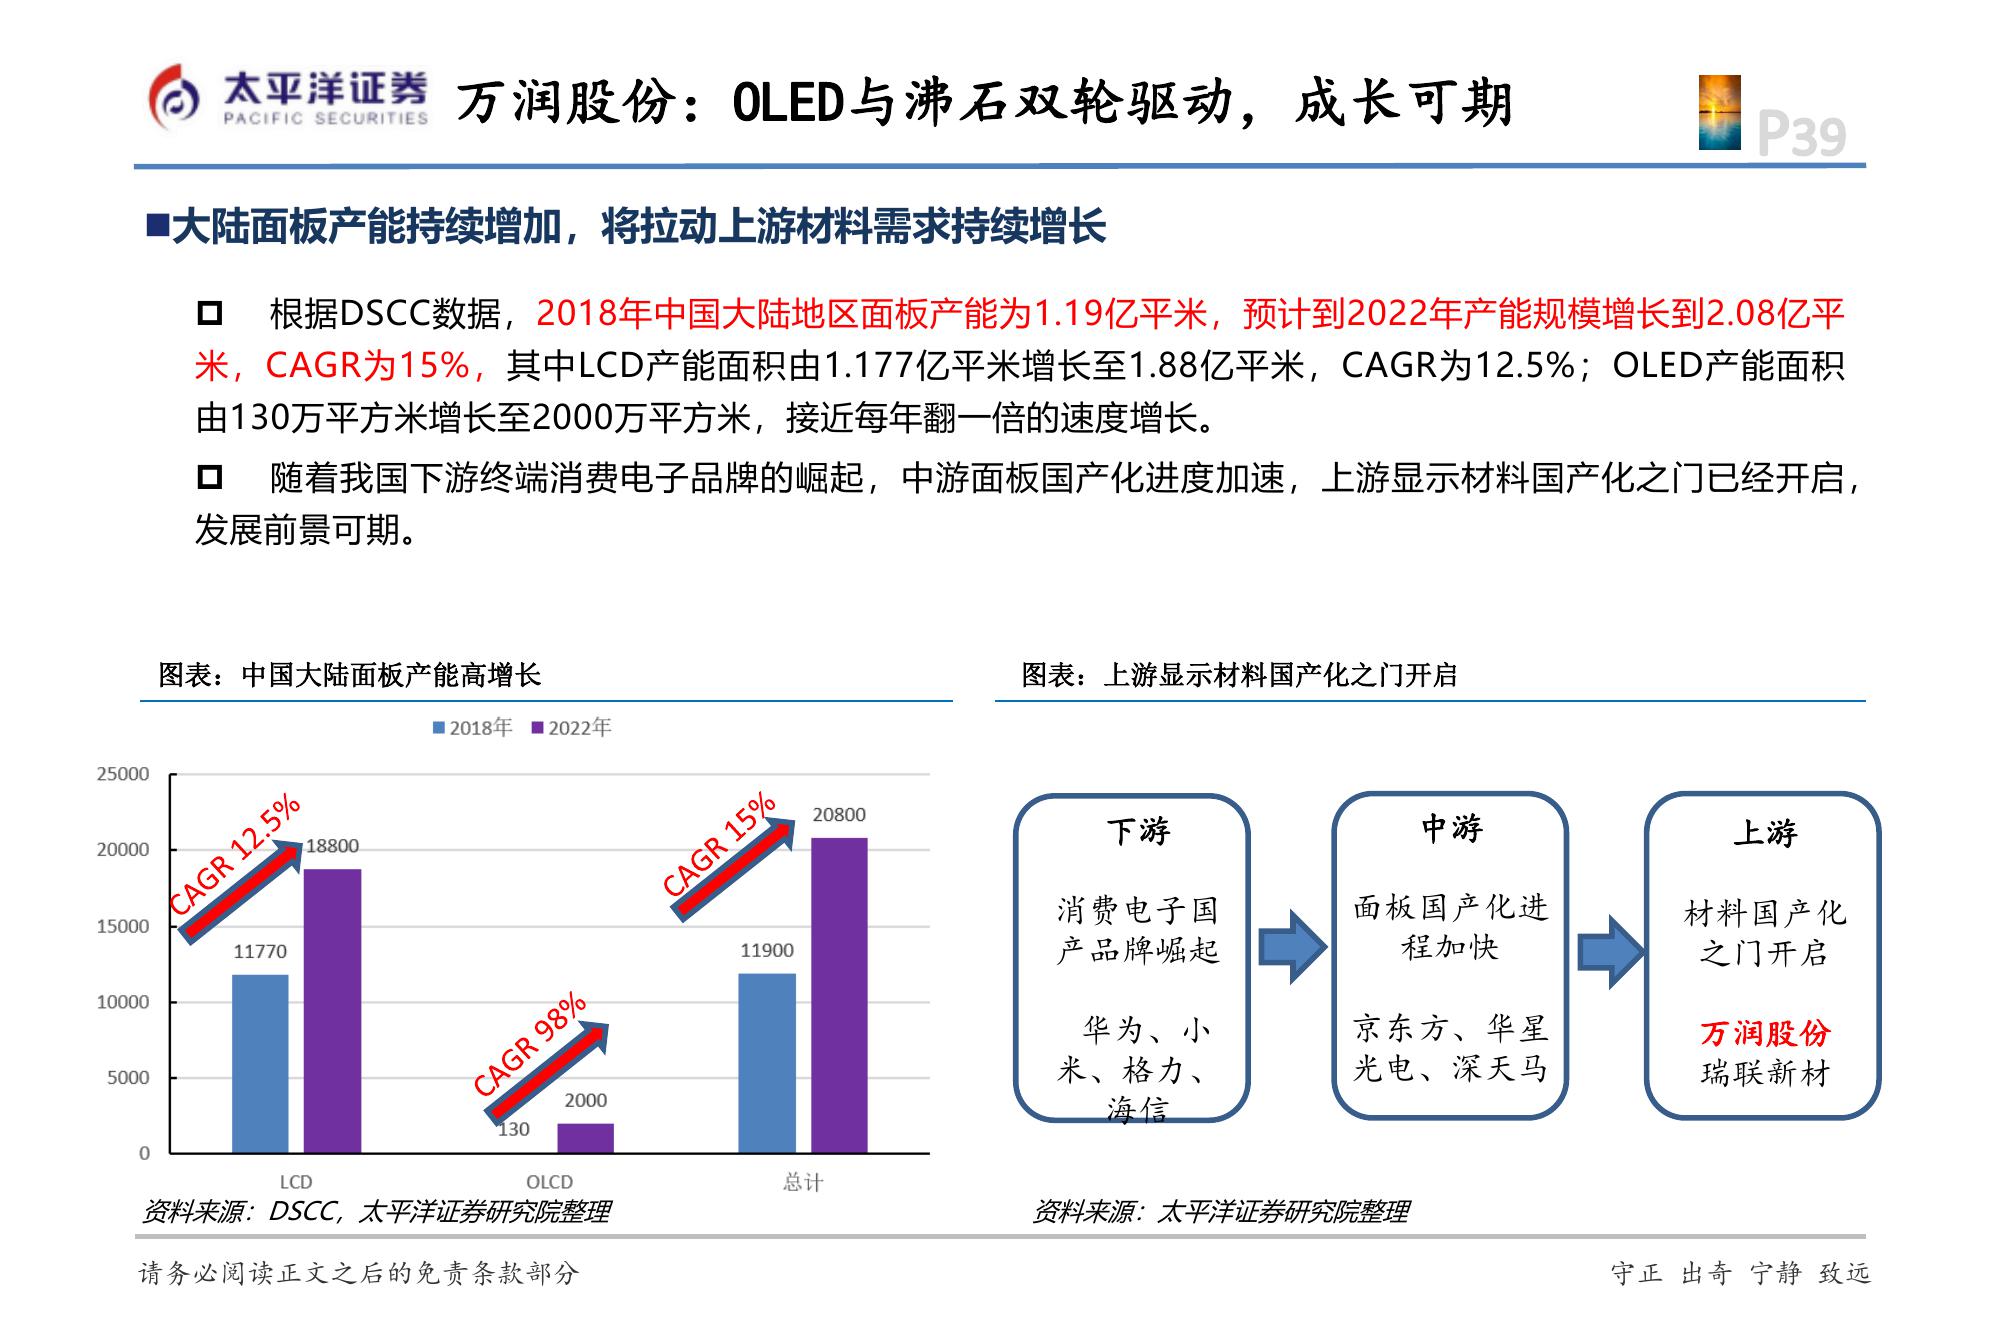 太平洋证券
PACIFIC SECURITIES
万润股份：OLED与沸石双轮驱动，成长可期
P39
■大陆面板产能持续增加，将拉动上游材料需求持续增长
根据DSCC数据，2018年中国大陆地区面板产能为1.19亿平米，预计到2022年产能规模增长到2.08亿平
米，CAGR为15%，其中LCD产能面积由1.177亿平米增长至1.88亿平米，CAGR为12.5%；OLED产能面积
由130万平方米增长至2000万平方米，接近每年翻一倍的速度增长。
随着我国下游终端消费电子品牌的崛起，中游面板国产化进度加速，上游显示材料国产化之门已经开启，
发展前景可期。
图表：中国大陆面板产能高增长
2018年 2022年
25000
20000
15000
10000
5000
0
CAGR 12.5%
18800
11770
CAGR 98%
2000
130
CAGR 15%
20800
11900
LCD
OLCD
总计
资料来源：DSCC，太平洋证券研究院整理
图表：上游显示材料国产化之门开启
下游
消费电子国
产品牌崛起
华为、小
米、格力、
海信
中游
面板国产化进
程加快
京东方、华星
光电、深天马
上游
材料国产化
之门开启
万润股份
瑞联新材
资料来源：太平洋证券研究院整理
请务必阅读正文之后的免责条款部分
守正 出奇 宁静 致远